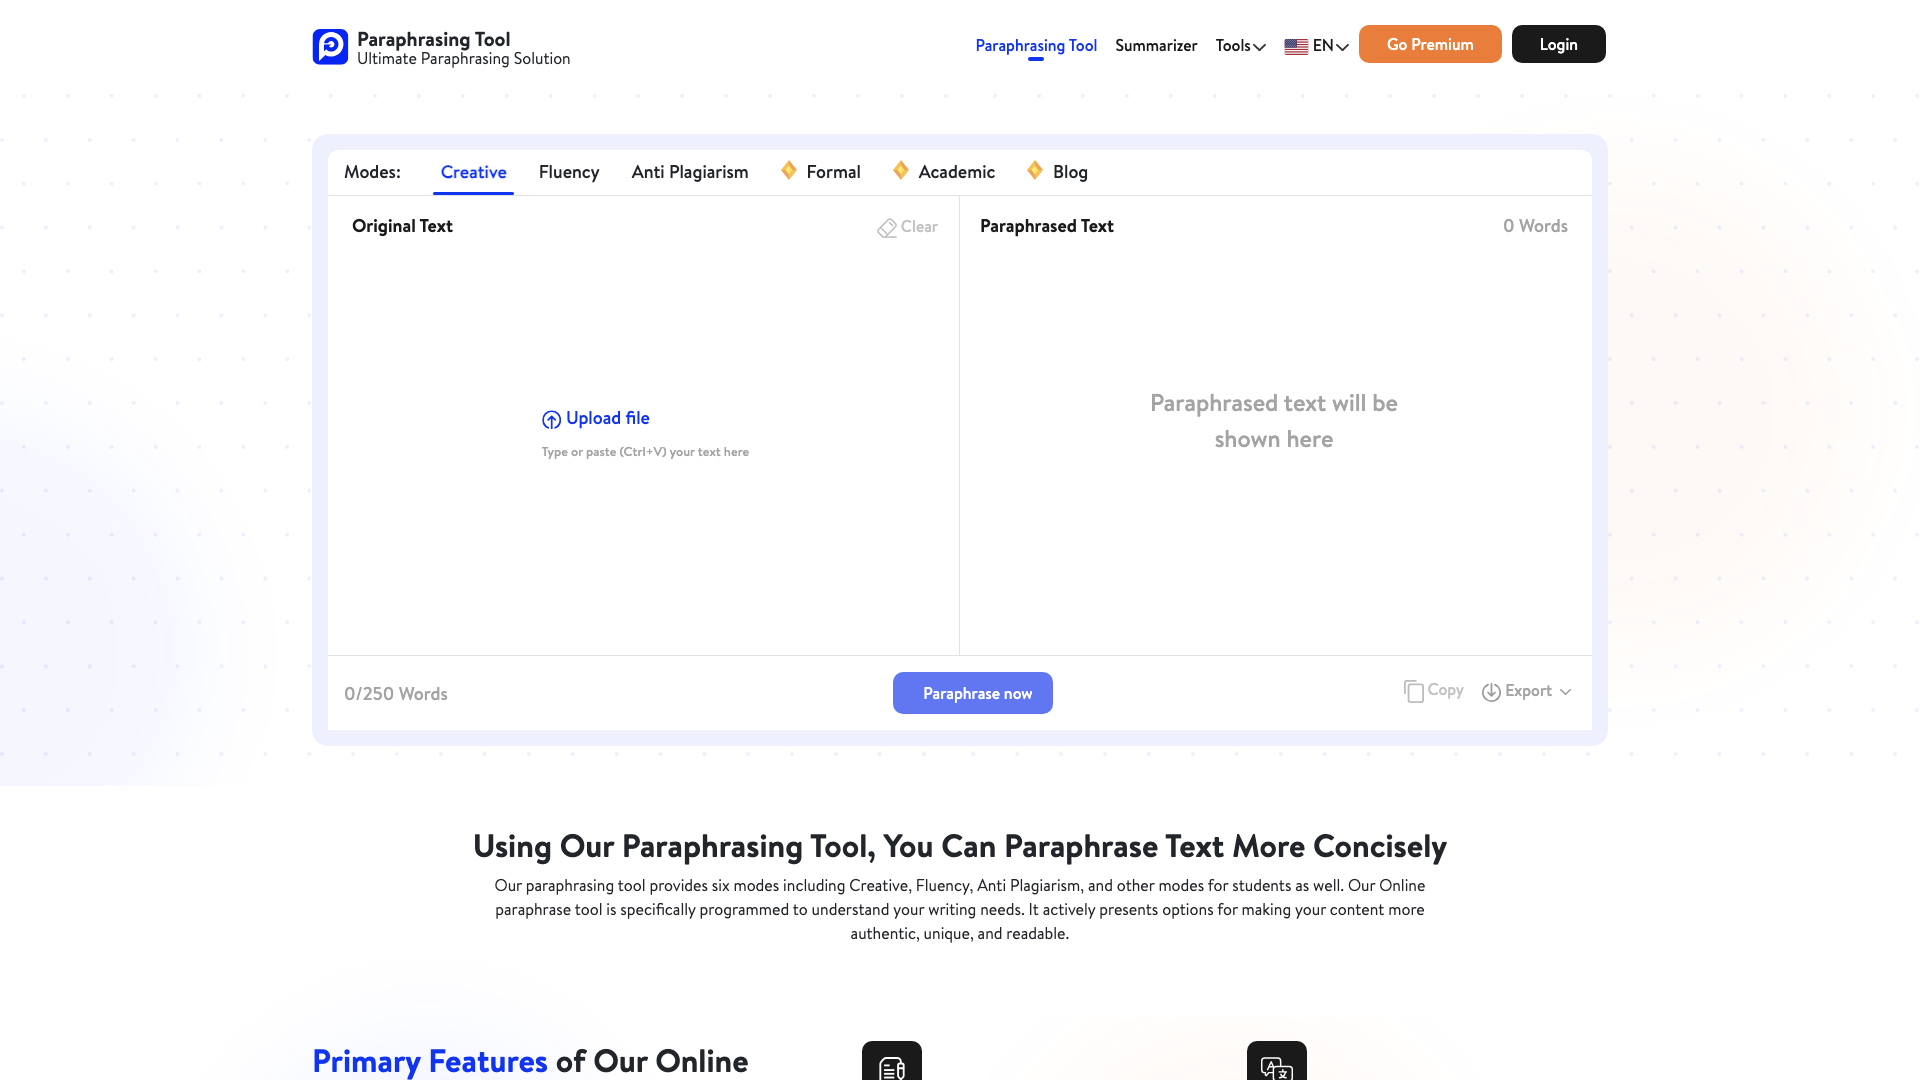 Paraphrasing Tool
Ultimate Paraphrasing Solution
Paraphrasing Tool
Summarizer
Tools
EN
Go Premium
Login
Modes:
Creative
Fluency
Anti Plagiarism
Formal
Academic
Blog
Original Text
Clear
Paraphrased Text
0 Words
Upload file
Type or paste (Ctrl+V) your text here
Paraphrased text will be
shown here
0/250 Words
Paraphrase now
Copy
Export
Using Our Paraphrasing Tool, You Can Paraphrase Text More Concisely
Our paraphrasing tool provides six modes including Creative, Fluency, Anti Plagiarism, and other modes for students as well. Our Online
paraphrase tool is specifically programmed to understand your writing needs. It actively presents options for making your content more
authentic, unique, and readable.
Primary Features of Our Online